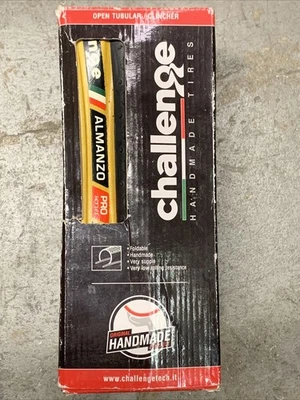 OPEN TUBULAR - CLINCHER
challenge
HANDMADE TIRES
ALMANZO
PRO
• Foldable
• Handmade
• Very supple
• Very low rolling resistance
ORIGINAL
HANDMADE
www.challengetech.it